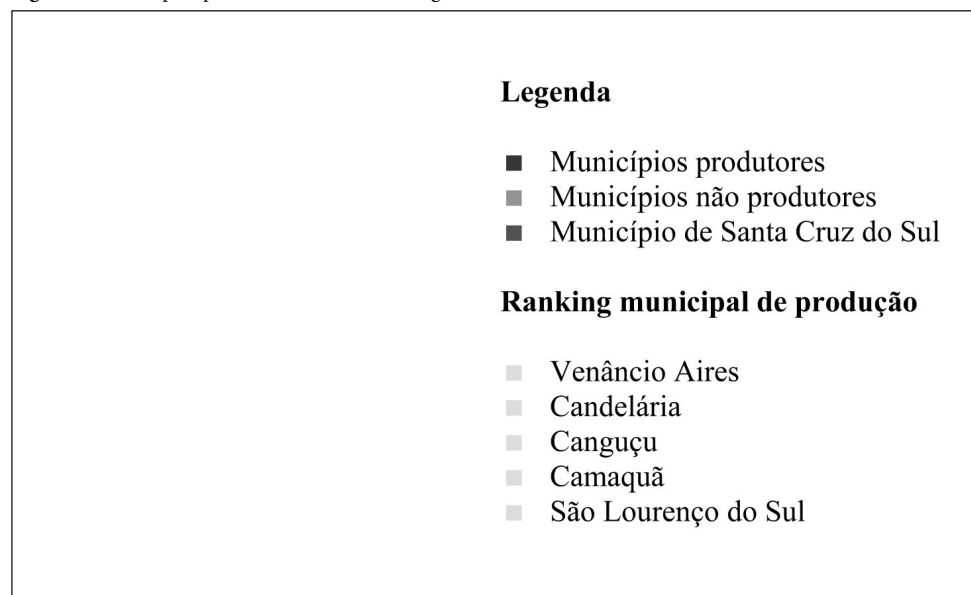 Legenda
Municípios produtores
Municípios não produtores
Município de Santa Cruz do Sul
Ranking municipal de produção
Venâncio Aires
Candelária
Canguçu
Camaquã
São Lourenço do Sul